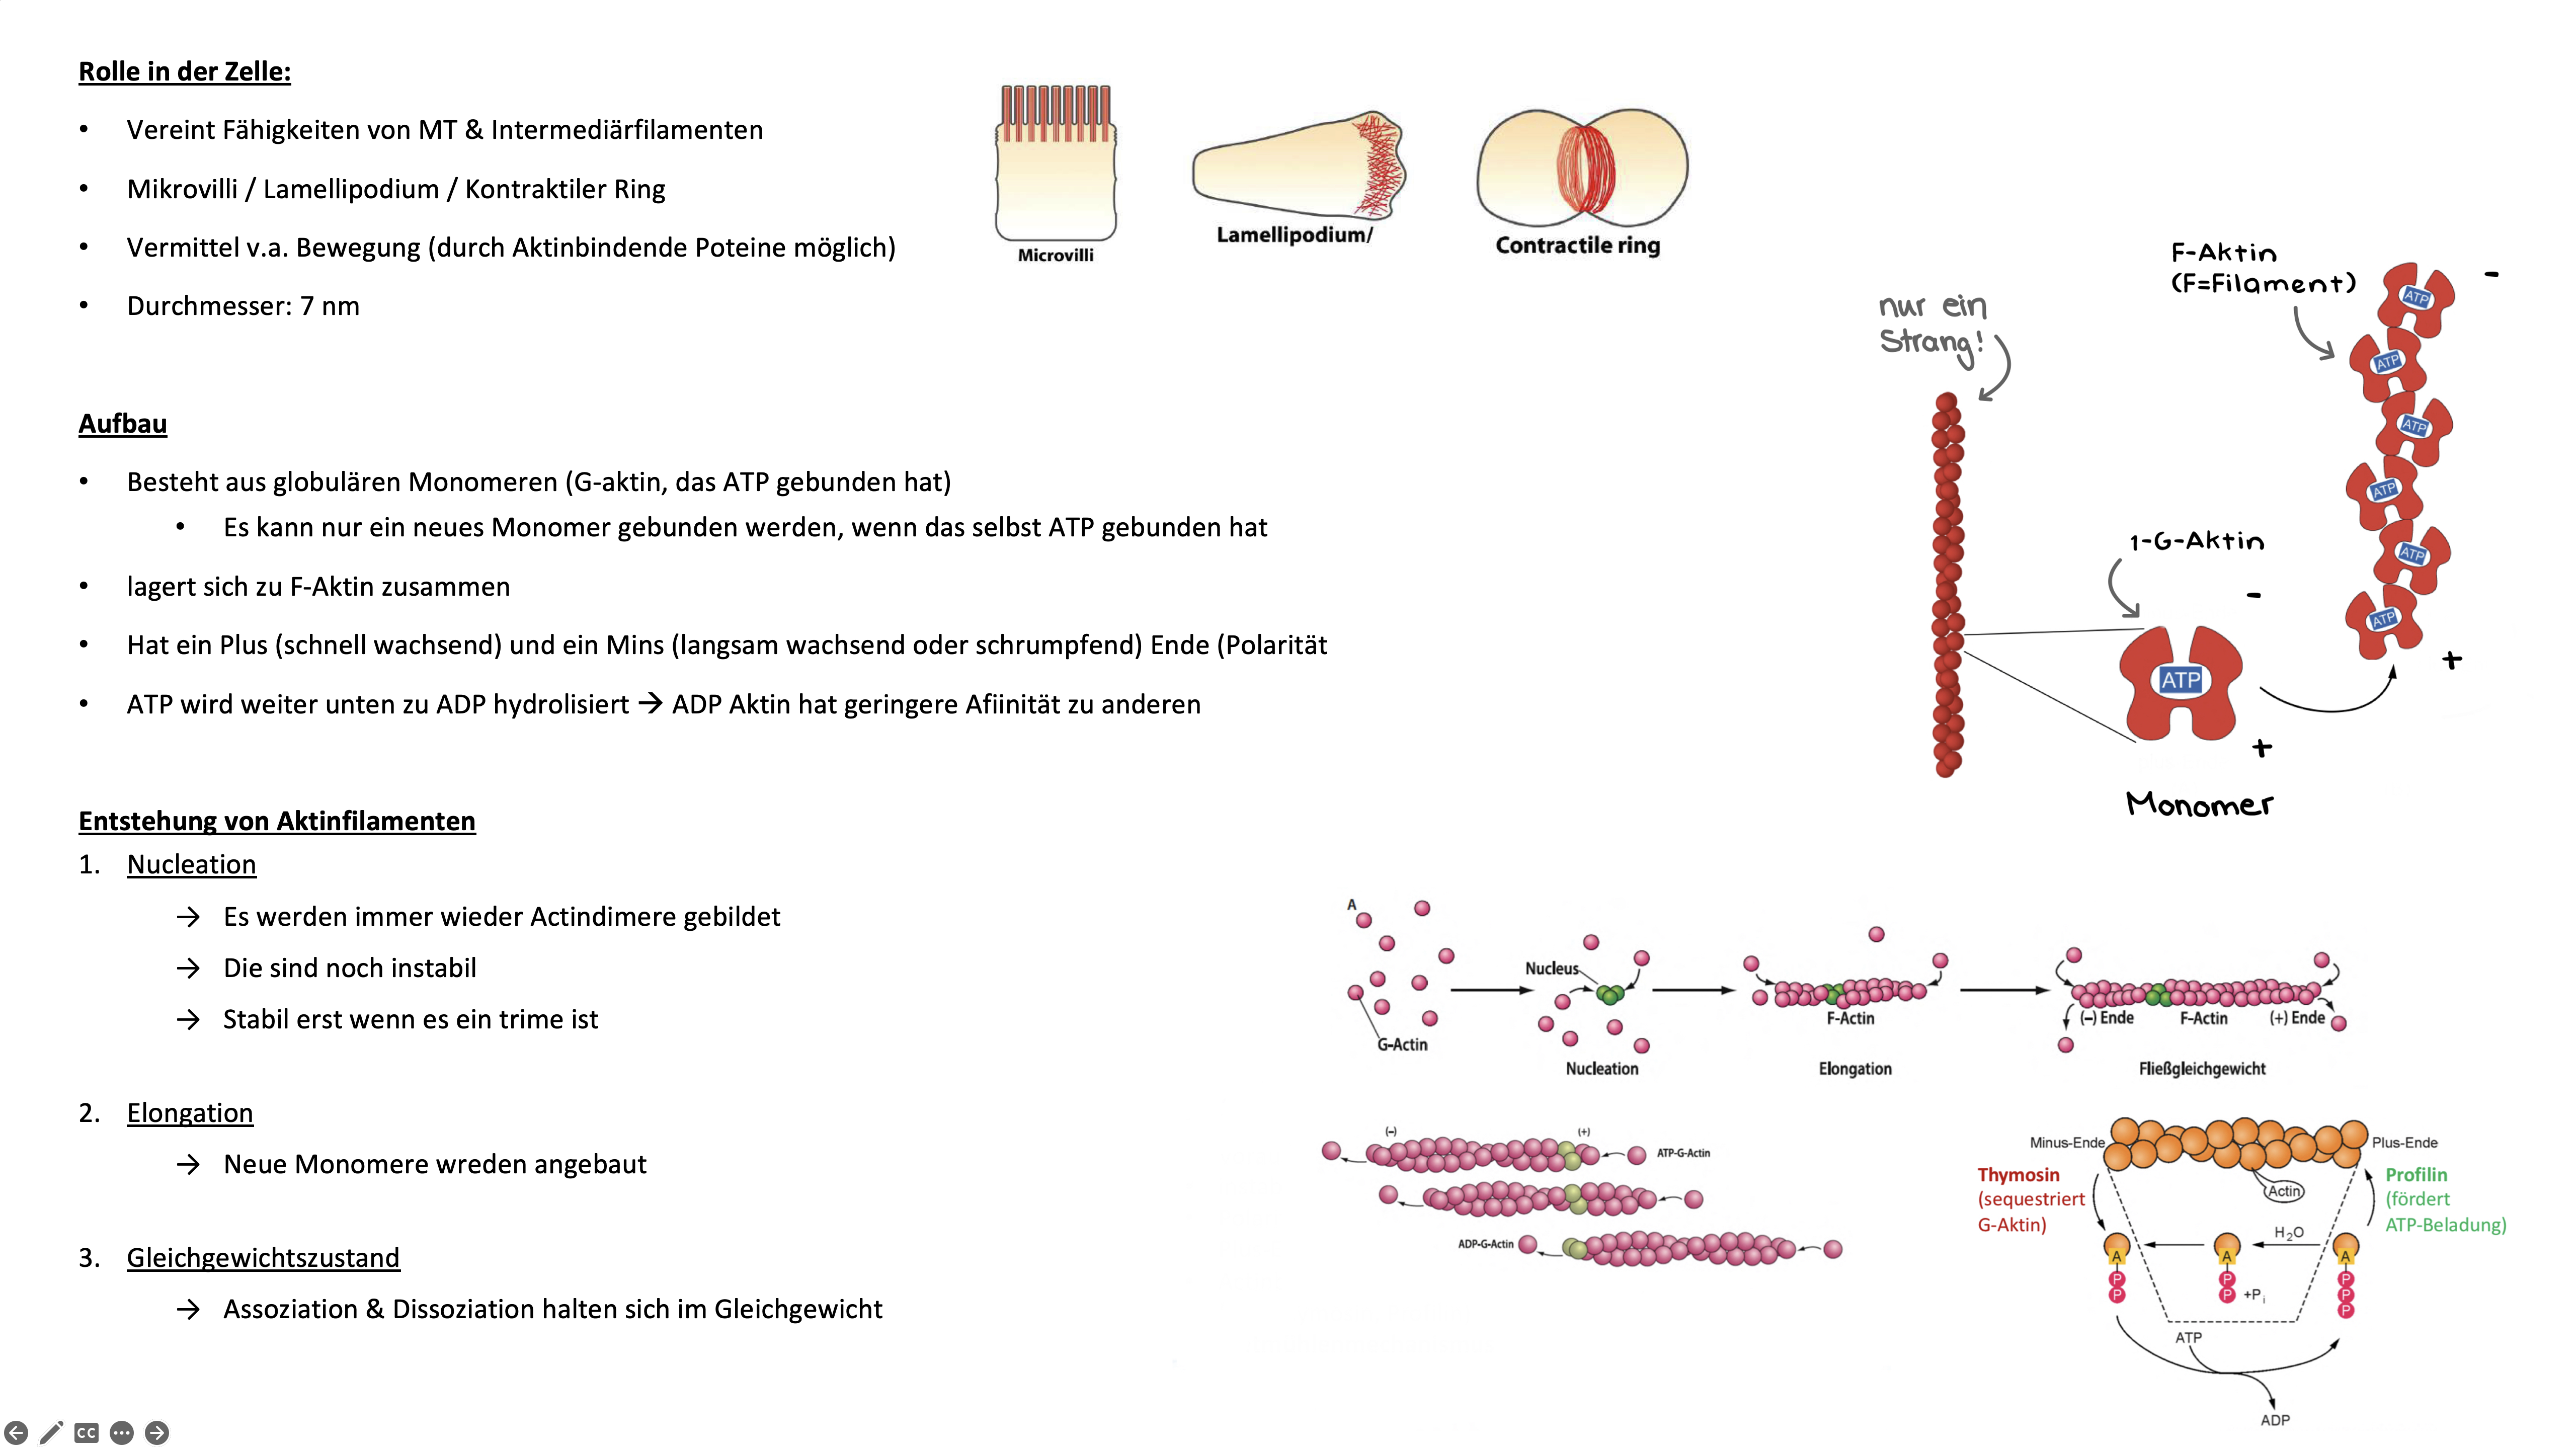 Rolle in der Zelle:
• Vereint Fähigkeiten von MT & Intermediärfilamenten
• Mikrovilli / Lamellipodium / Kontraktiler Ring
• Vermittel v.a. Bewegung (durch Aktinbindende Poteine möglich)
• Durchmesser: 7 nm
Microvilli
Lamellipodium/
Contractile ring
Aufbau
• Besteht aus globulären Monomeren (G-aktin, das ATP gebunden hat)
• Es kann nur ein neues Monomer gebunden werden, wenn das selbst ATP gebunden hat
• lagert sich zu F-Aktin zusammen
• Hat ein Plus (schnell wachsend) und ein Mins (langsam wachsend oder schrumpfend) Ende (Polarität
• ATP wird weiter unten zu ADP hydrolisiert → ADP Aktin hat geringere Afiinität zu anderen
nur ein
Strang!
F-Aktin
(F=Filament)
-
ATP
ATP
ATP
ATP
ATP
ATP
+
1-G-Aktin
-
ATP
+
Monomer
Entstehung von Aktinfilamenten
1. Nucleation
→ Es werden immer wieder Actindimere gebildet
→ Die sind noch instabil
→ Stabil erst wenn es ein trime ist
2. Elongation
→ Neue Monomere wreden angebaut
3. Gleichgewichtszustand
→ Assoziation & Dissoziation halten sich im Gleichgewicht
A
G-Actin
Nucleus
Nucleation
F-Actin
Elongation
(–) Ende
F-Actin
(+) Ende
Fließgleichgewicht
(–)
(+)
ATP-G-Actin
ADP-G-Actin
Minus-Ende
Plus-Ende
Thymosin
(sequestriert
G-Aktin)
Actin
Profilin
(fördert
ATP-Beladung)
H₂O
A
P
P
A
P
P
+Pᵢ
A
P
P
P
ATP
ADP
CC